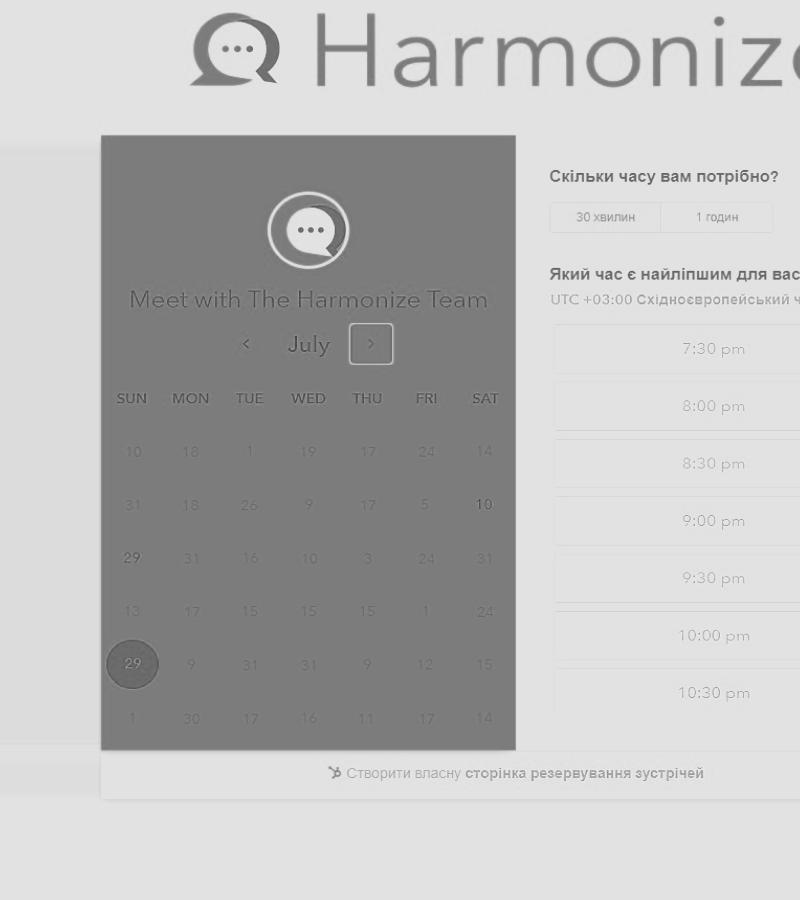 Harmonize
Meet with The Harmonize Team
July
SUN MON TUE WED THU FRI SAT
10 18 1 19 17 24 14
31 18 26 9 17 5 10
29 31 16 10 3 24 31
13 17 15 15 15 1 24
29 9 31 31 9 12 15
1 30 17 16 11 17 14
Скільки часу вам потрібно?
30 хвилин 1 годин
Який час є найліпшим для вас
UTC +03:00 Східноєвропейський ч
7:30 pm
8:00 pm
8:30 pm
9:00 pm
9:30 pm
10:00 pm
10:30 pm
Створити власну сторінка резервування зустрічей